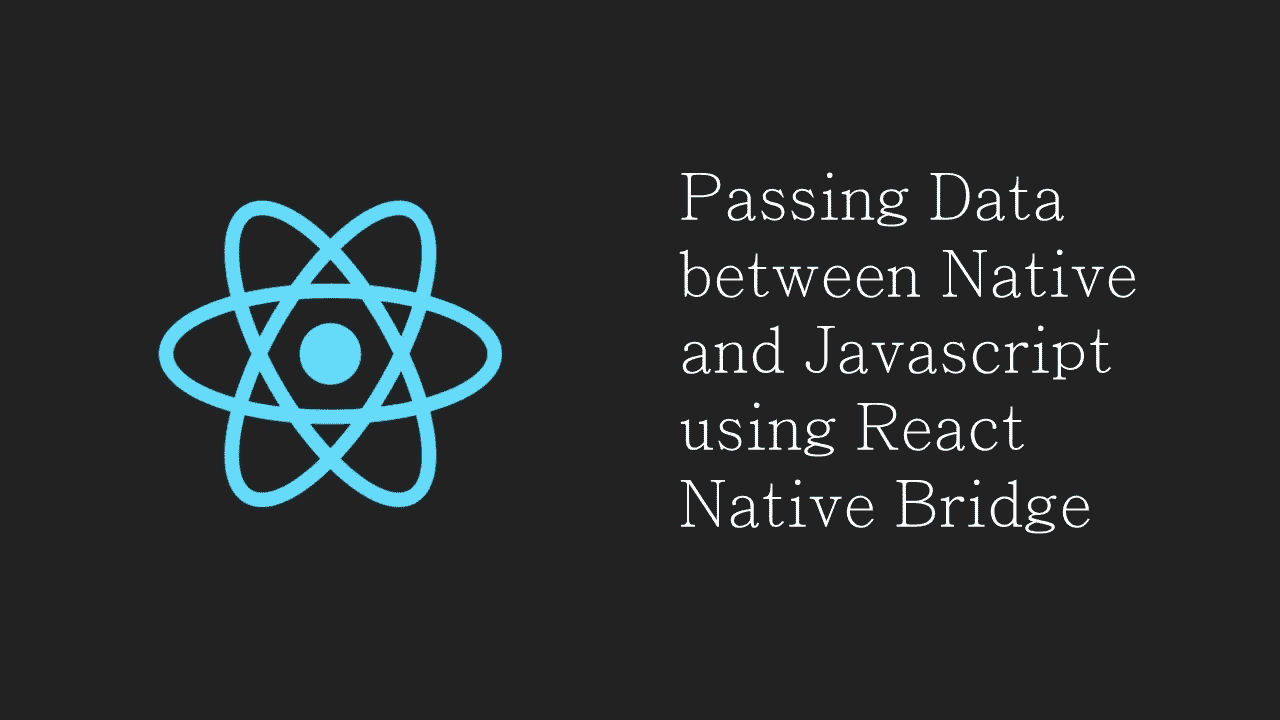 Passing Data
between Native
and Javascript
using React
Native Bridge